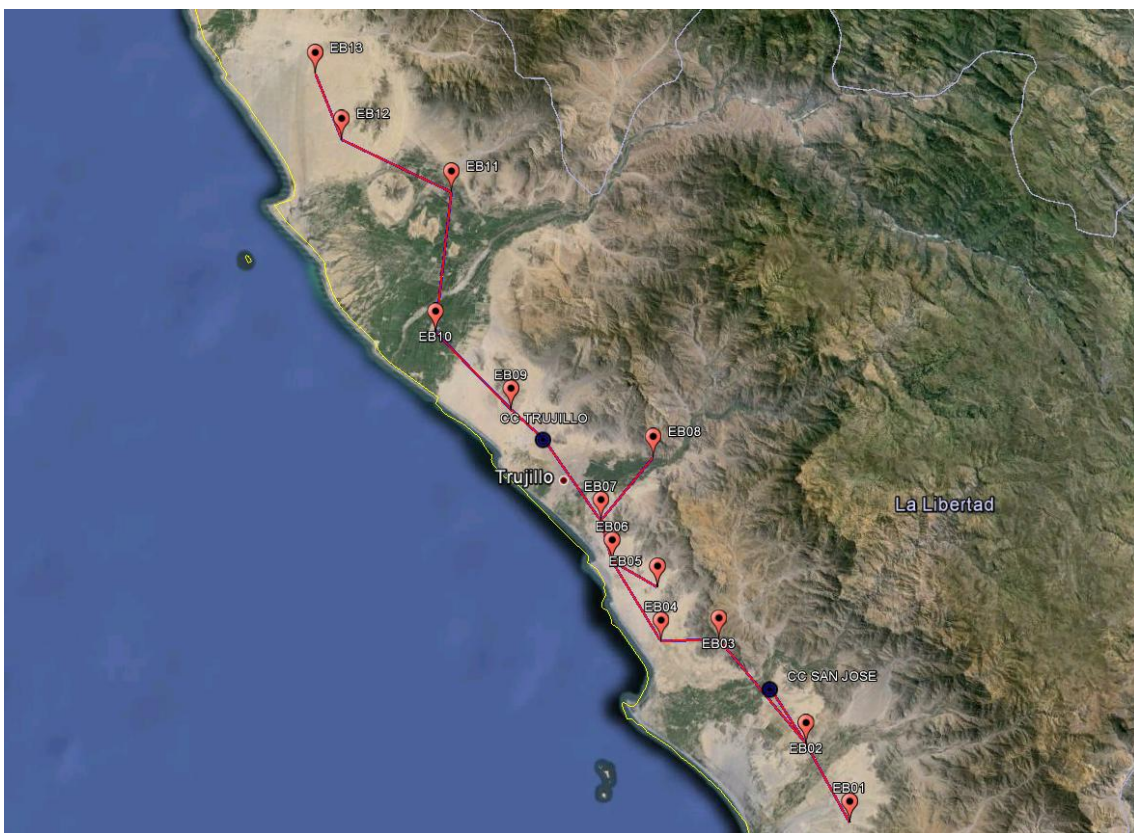 EB13
EB12
EB11
EB10
EB09
CC TRUJILLO
EB08
Trujillo
EB07
La Libertad
EB06
EB05
EB04
EB03
CC SAN JOSE
EB02
EB01